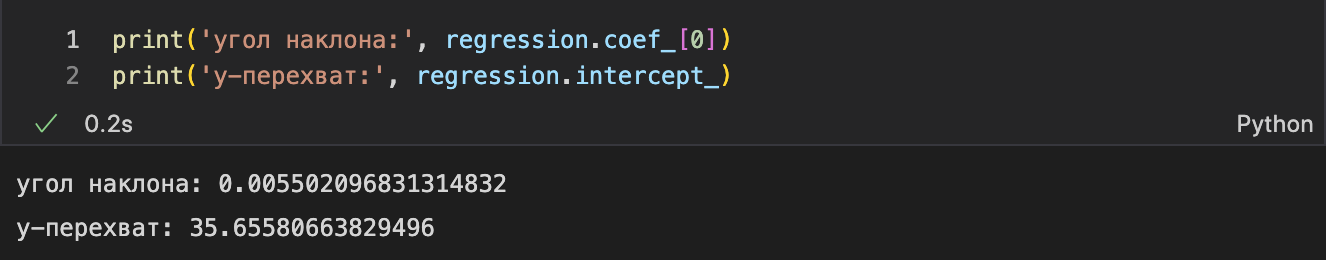 1 print('угол наклона:', regression.coef_[0])
2 print('y-перехват:', regression.intercept_)
0.2s
Python
угол наклона: 0.005502096831314832
y-перехват: 35.65580663829496